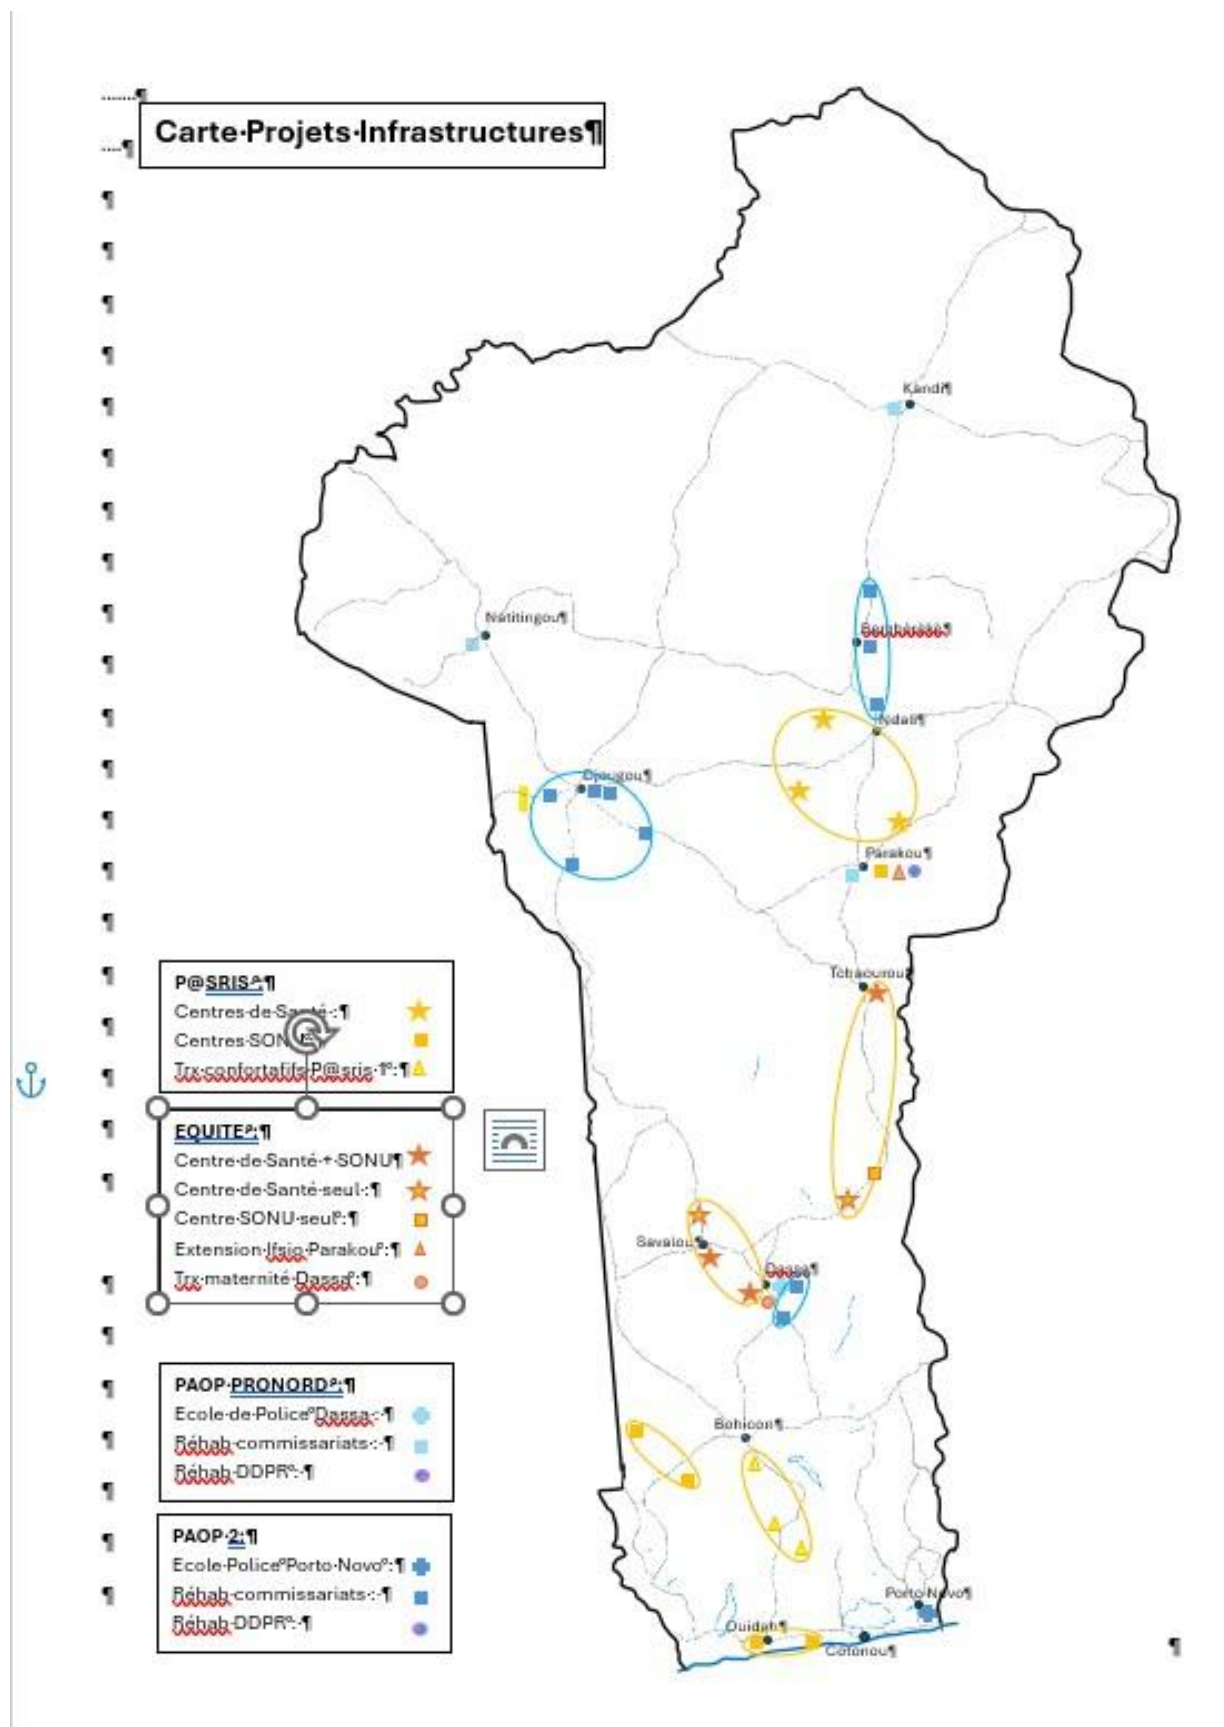 Carte·Projets·Infrastructures¶
Kandi¶
Natitingou¶
Bembèrèkè¶
Ndali¶
Djougou¶
Parakou¶
Tchaourou
P@SRIS°:¶
Centres·de·Santé·:¶
Centres·SONU
Trx·confortafifs·P@sris·1°:¶
EQUITE°:¶
Centre·de·Santé·+·SONU¶
Centre·de·Santé·seul·:¶
Centre·SONU·seul°:¶
Extension·Ifsio·Parakou°:¶
Trx·maternité·Dassa°:¶
Savalou¶
Dassa¶
PAOP·PRONORD°:¶
Ecole·de·Police°Dassa·:·¶
Réhab·commissariats·:·¶
Réhab·DDPR°:·¶
Bohicon¶
PAOP·2:¶
Ecole·Police°Porto·Novo°:¶
Réhab·commissariats·:·¶
Réhab·DDPR°:·¶
Porto·Novo¶
Ouidah¶
Cotonou¶